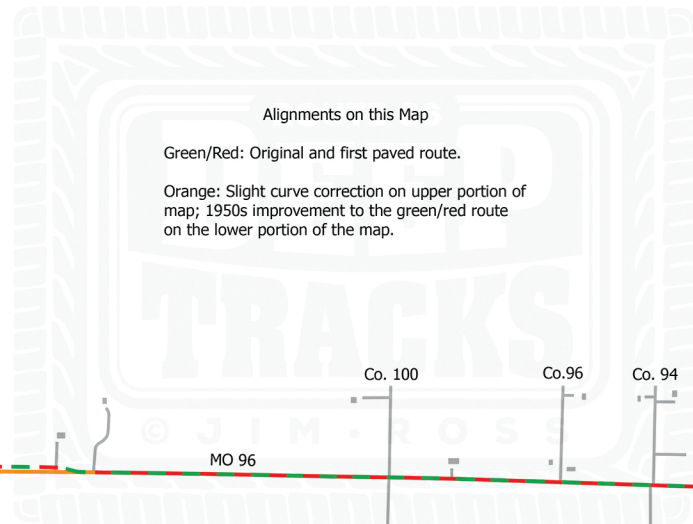 Alignments on this Map
Green/Red: Original and first paved route.
Orange: Slight curve correction on upper portion of
map; 1950s improvement to the green/red route
on the lower portion of the map.
DEEP
TRACKS
Co. 100
Co.96
Co. 94
© JIM · ROSS
MO 96